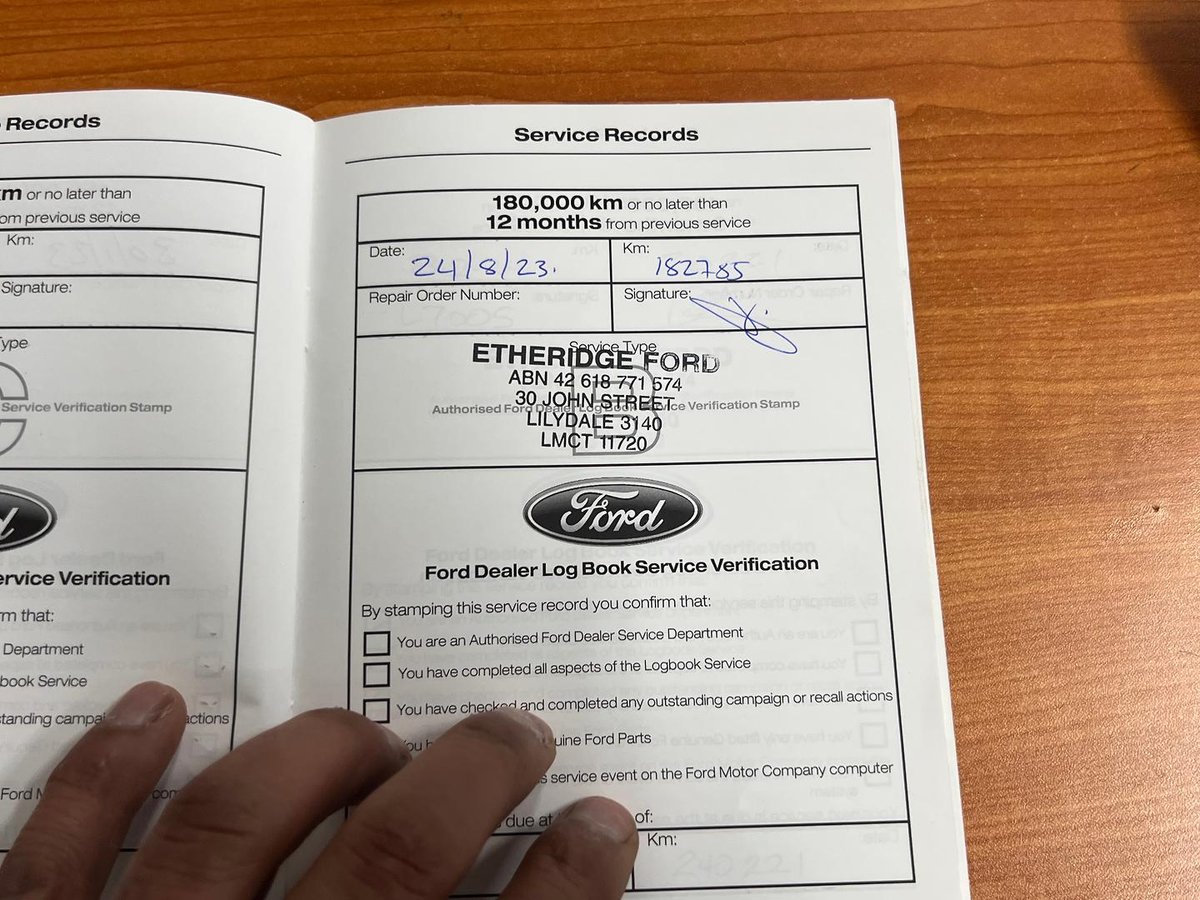 Records
km or no later than
om previous service
Km:
Signature:
Type
Service Verification Stamp
C
ervice Verification
rm that:
Department
book Service
tanding campa
actions
Ford M
com
Service Records
180,000 km or no later than
12 months from previous service
Date: 24/8/23.
Km: 182785
Repair Order Number:
Signature:
Service Type
B
Authorised Ford Dealer Log Book Service Verification Stamp
ETHERIDGE FORD
ABN 42 618 771 574
30 JOHN STREET
LILYDALE 3140
LMCT 11720
Ford
Ford Dealer Log Book Service Verification
By stamping this service record you confirm that:
You are an Authorised Ford Dealer Service Department
You have completed all aspects of the Logbook Service
You have checked and completed any outstanding campaign or recall actions
uine Ford Parts
s service event on the Ford Motor Company computer
due at
of:
Km: